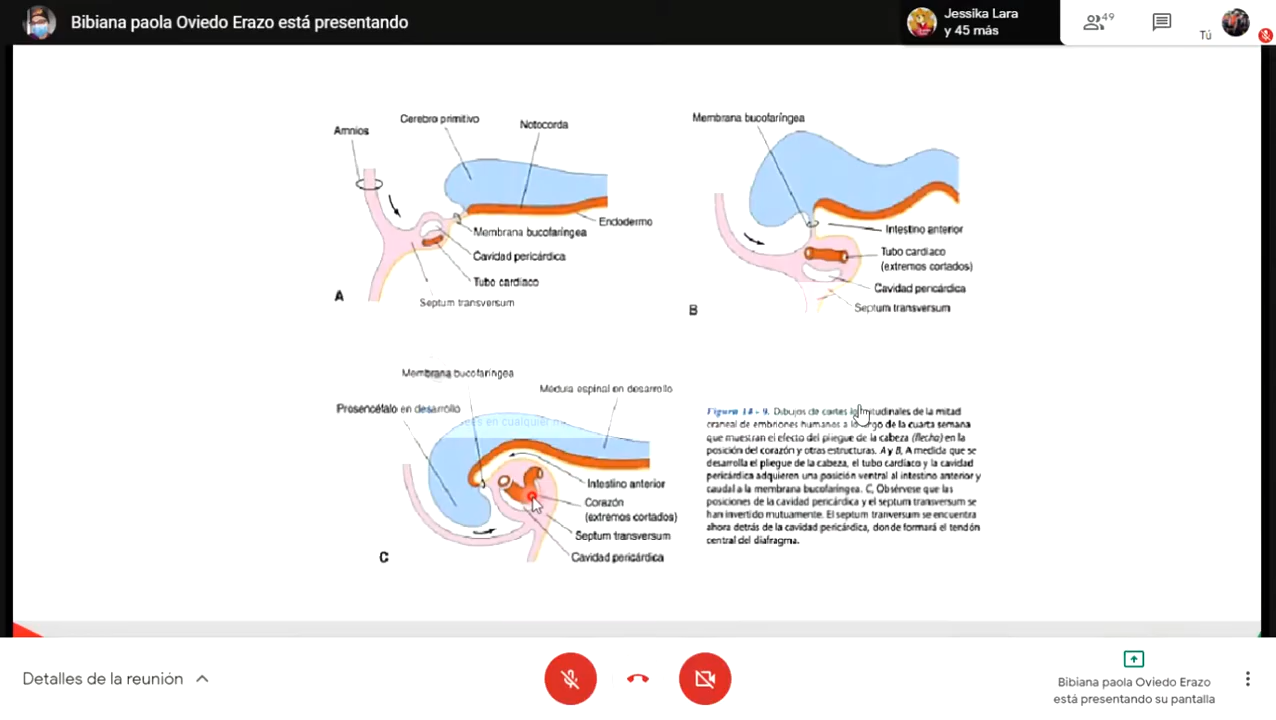 Bibiana paola Oviedo Erazo está presentando
Jessika Lara
y 45 más
49
Tú
Amnios
Cerebro primitivo
Notocorda
Endodermo
Membrana bucofaríngea
Cavidad pericárdica
Tubo cardíaco
Septum transversum
A
Membrana bucofaríngea
Intestino anterior
Tubo cardíaco
(extremos cortados)
Cavidad pericárdica
Septum transversum
B
Membrana bucofaríngea
Médula espinal en desarrollo
Prosencéfalo en desarrollo
es en cualquier
Intestino anterior
Corazón
(extremos cortados)
Septum transversum
Cavidad pericárdica
C
Figura 14-9. Dibujos de cortes longitudinales de la mitad
craneal de embriones humanos a lo largo de la cuarta semana
que muestran el efecto del pliegue de la cabeza (flecha) en la
posición del corazón y otras estructuras. A y B, A medida que se
desarrolla el pliegue de la cabeza, el tubo cardíaco y la cavidad
pericárdica adquieren una posición ventral al intestino anterior y
caudal a la membrana bucofaríngea. C, Obsérvese que las
posiciones de la cavidad pericárdica y el septum transversum se
han invertido mutuamente. El septum tranversum se encuentra
ahora detrás de la cavidad pericárdica, donde formará el tendón
central del diafragma.
Detalles de la reunión
Bibiana paola Oviedo Erazo
está presentando su pantalla